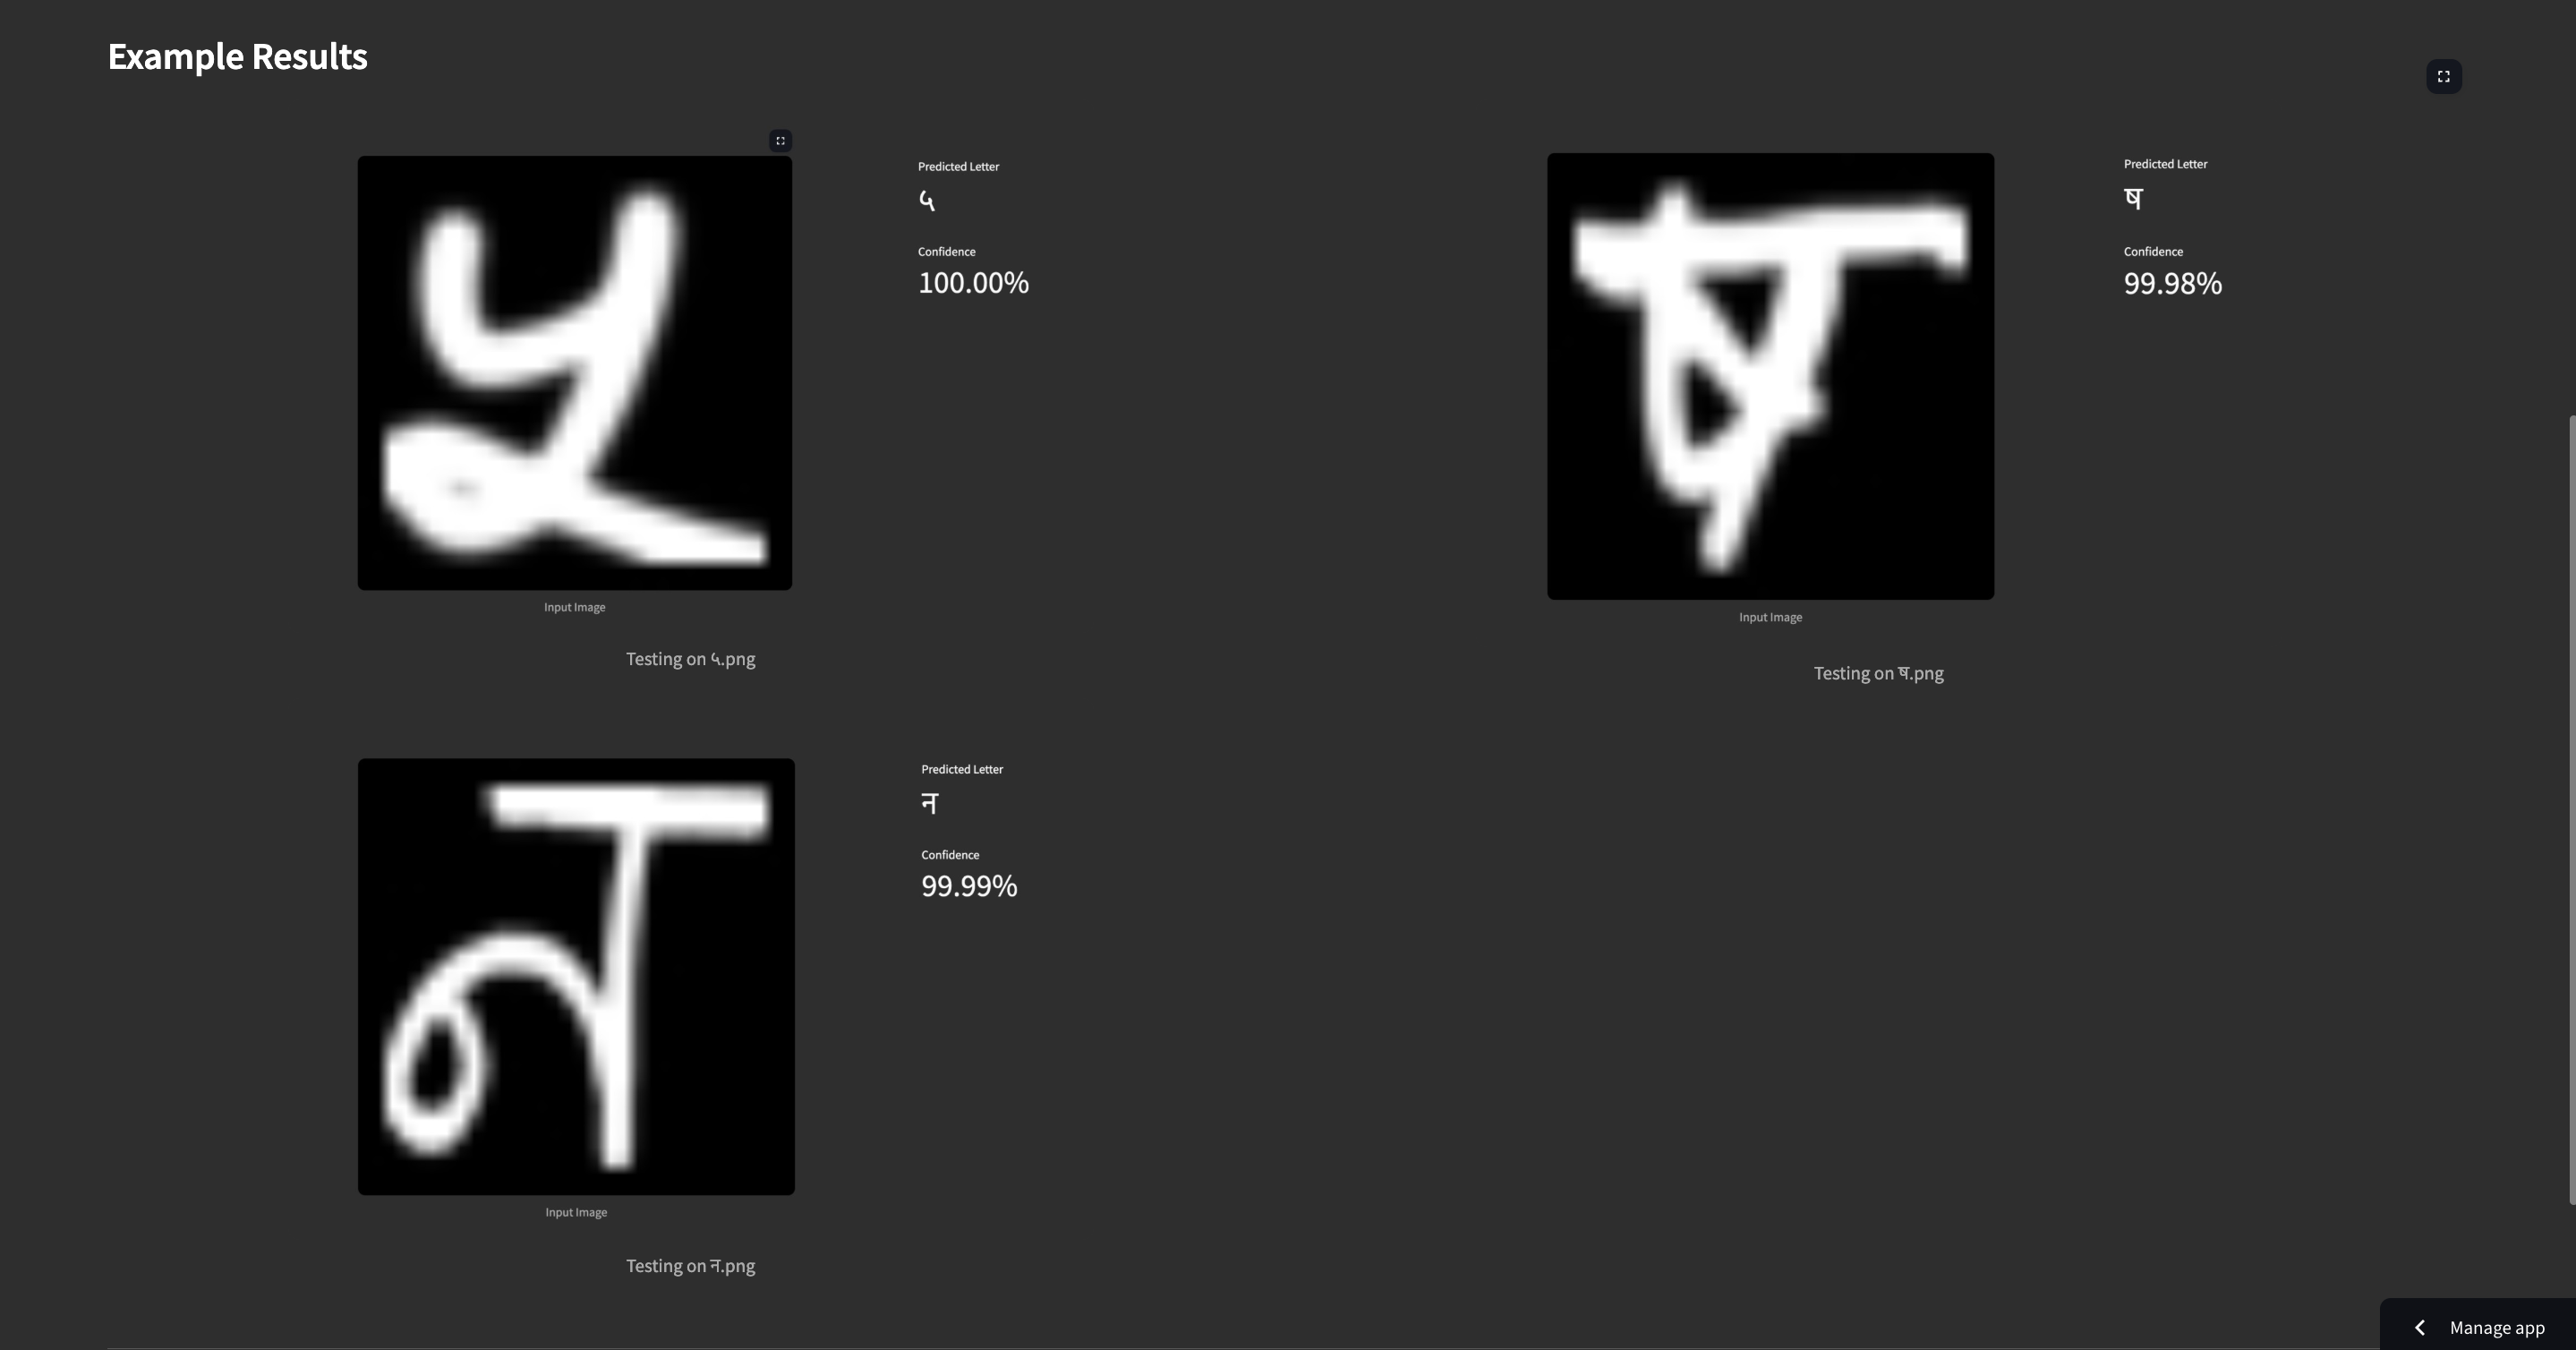 Example Results
५
Predicted Letter
५
Confidence
100.00%
Input Image
Testing on ५.png
ष
Predicted Letter
ष
Confidence
99.98%
Input Image
Testing on ष.png
न
Predicted Letter
न
Confidence
99.99%
Input Image
Testing on न.png
Manage app